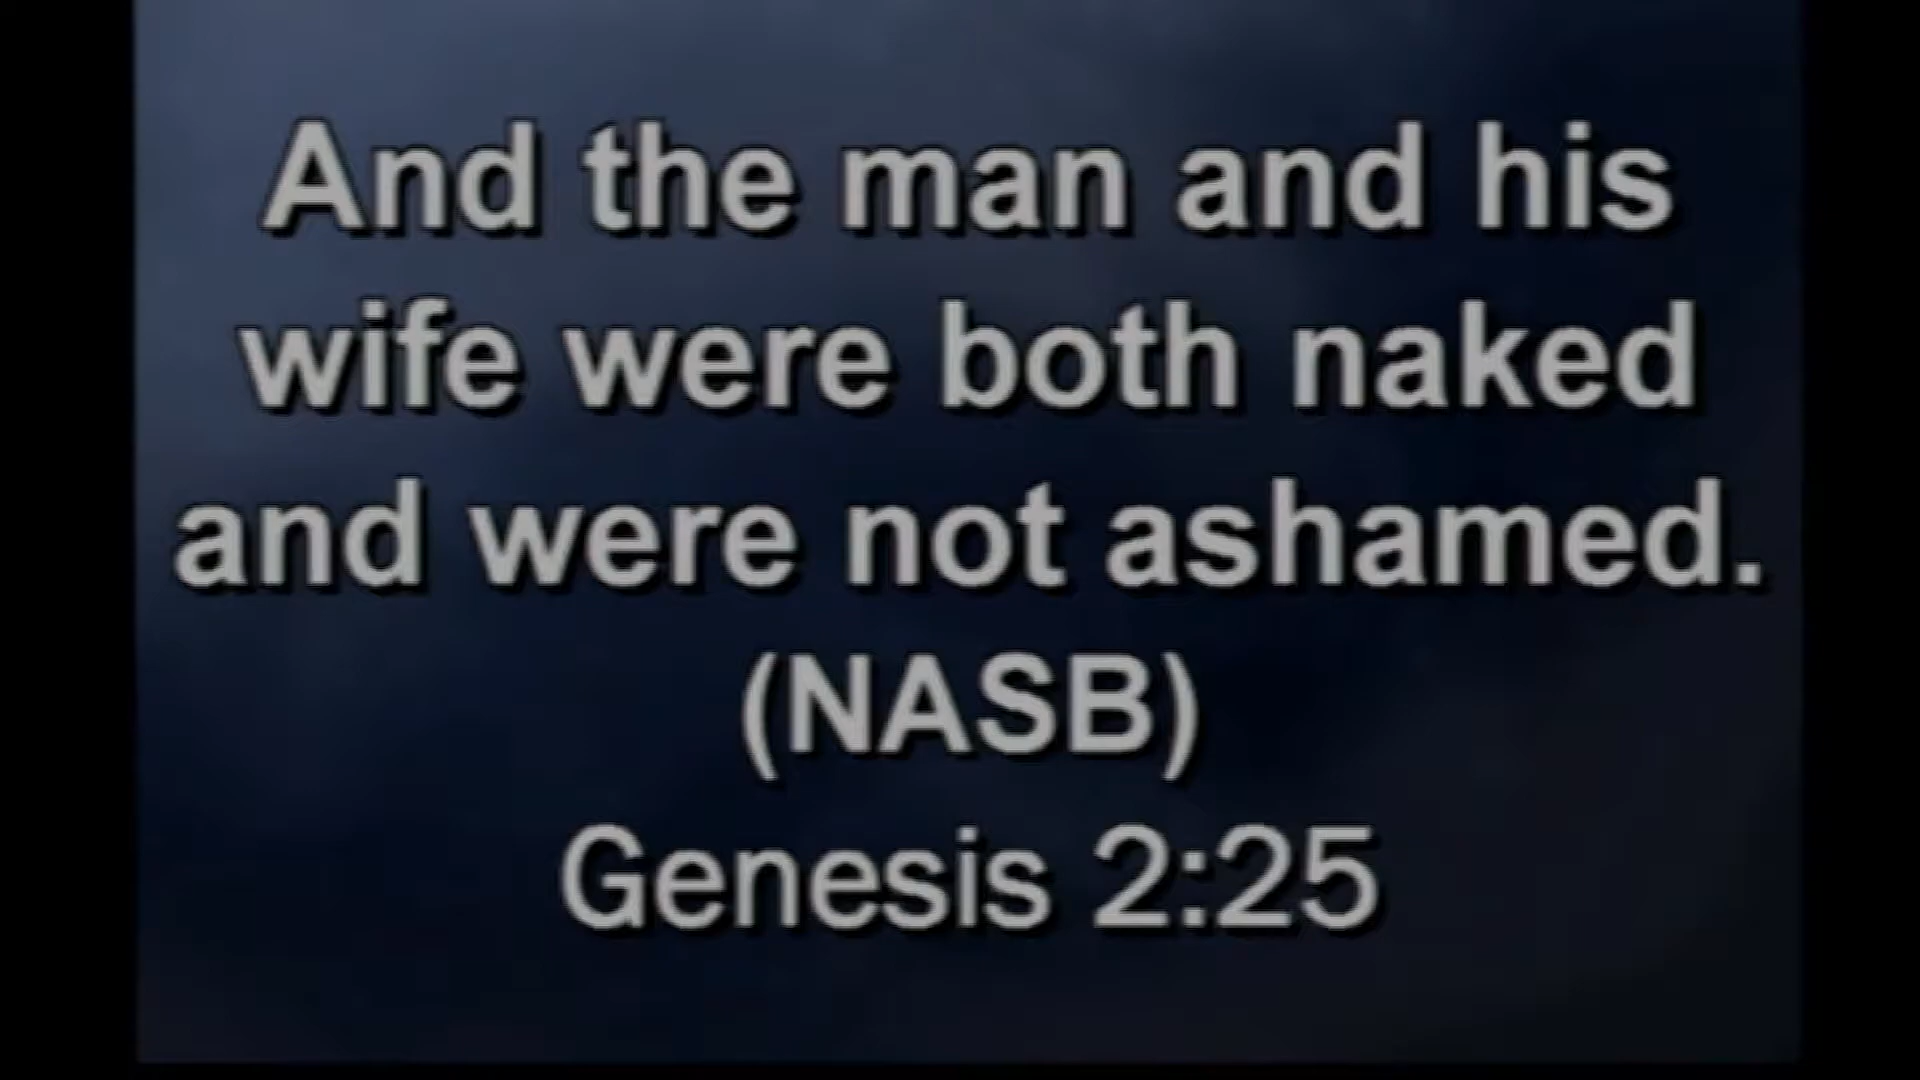 And the man and his
wife were both naked
and were not ashamed.
(NASB)
Genesis 2:25